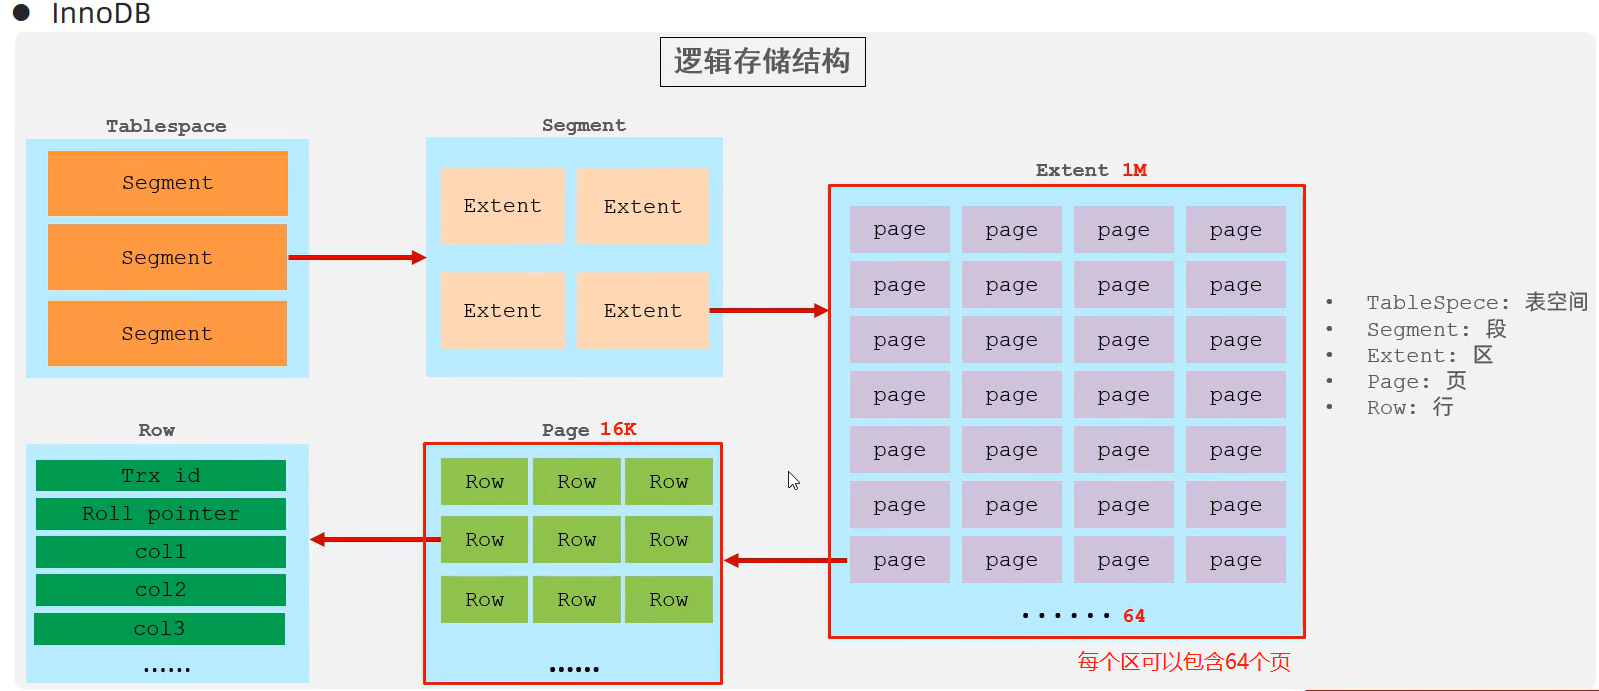 ● InnoDB
逻辑存储结构
Tablespace
Segment
Segment
Segment
Segment
Extent Extent
Extent Extent
Extent 1M
page page page page
page page page page
page page page page
page page page page
page page page page
page page page page
page page page page
······ 64
每个区可以包含64个页
Page 16K
Row Row Row
Row Row Row
Row Row Row
······
Row
Trx id
Roll pointer
col1
col2
col3
······
• TableSpece: 表空间
• Segment: 段
• Extent: 区
• Page: 页
• Row: 行